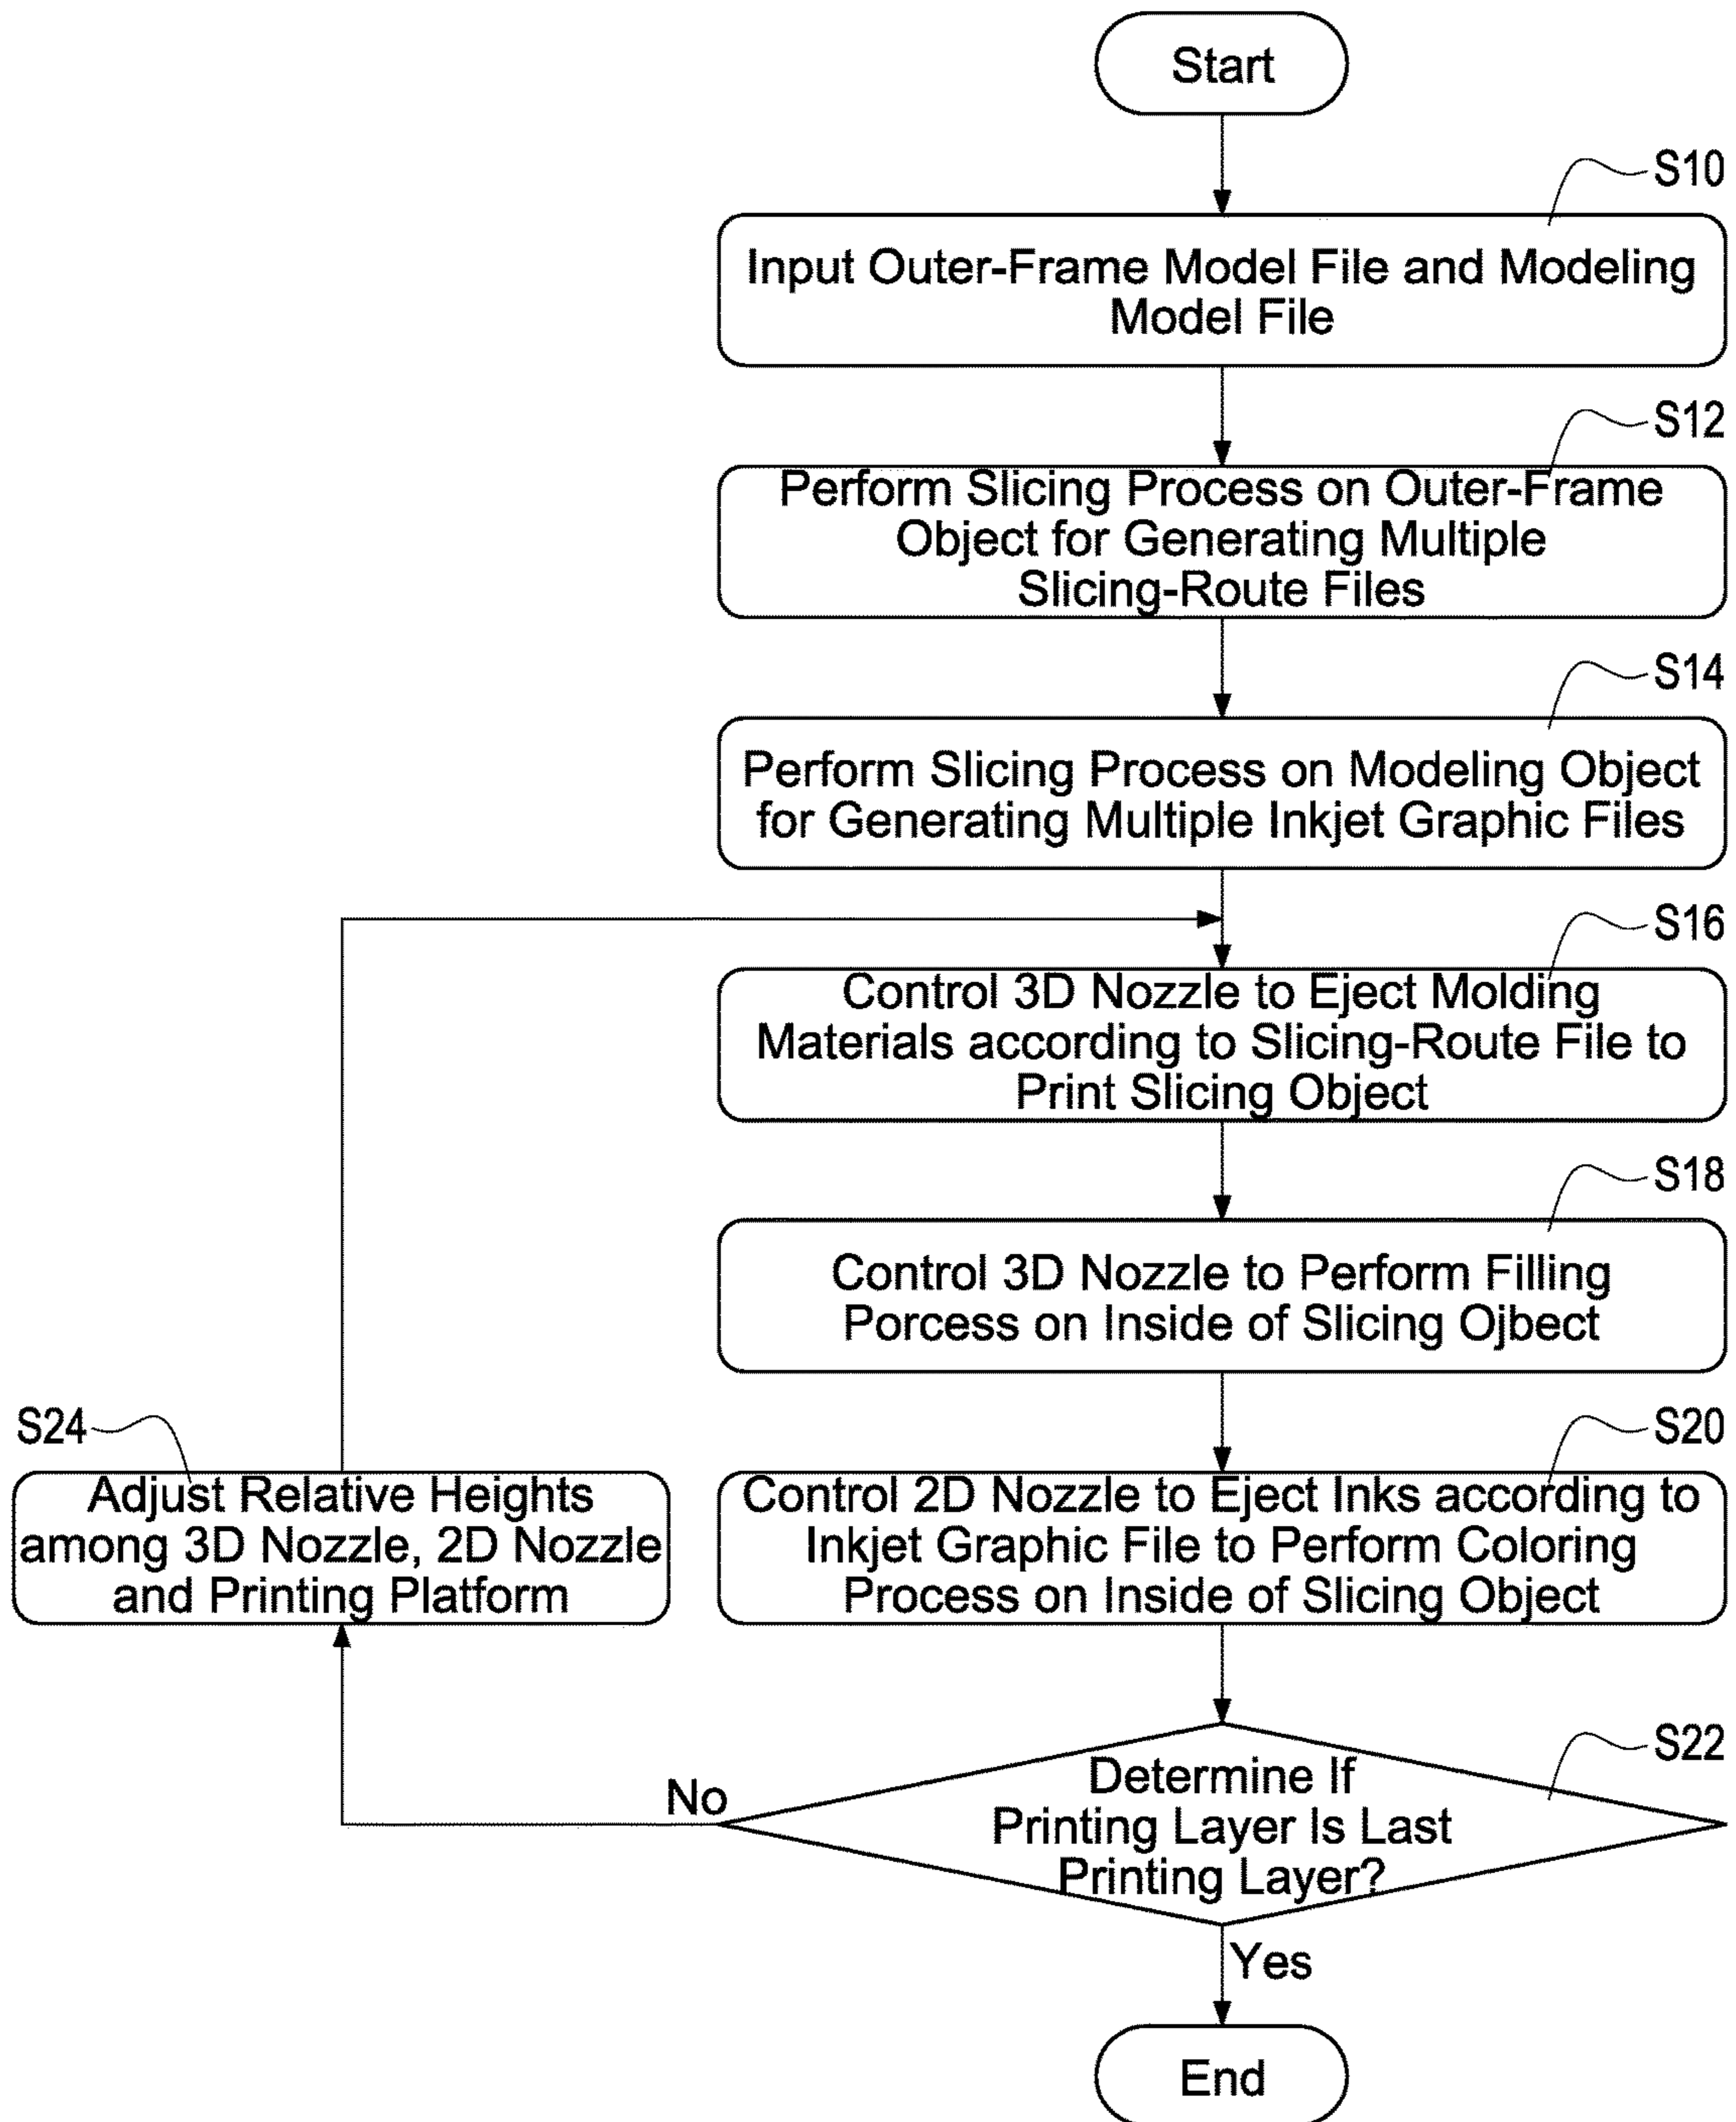 Start
S10
Input Outer-Frame Model File and Modeling
Model File
S12
Perform Slicing Process on Outer-Frame
Object for Generating Multiple
Slicing-Route Files
S14
Perform Slicing Process on Modeling Object
for Generating Multiple Inkjet Graphic Files
S16
Control 3D Nozzle to Eject Molding
Materials according to Slicing-Route File to
Print Slicing Object
S18
Control 3D Nozzle to Perform Filling
Porcess on Inside of Slicing Ojbect
S20
Control 2D Nozzle to Eject Inks according to
Inkjet Graphic File to Perform Coloring
Process on Inside of Slicing Object
S22
Determine If
Printing Layer Is Last
Printing Layer?
No
S24
Adjust Relative Heights
among 3D Nozzle, 2D Nozzle
and Printing Platform
Yes
End